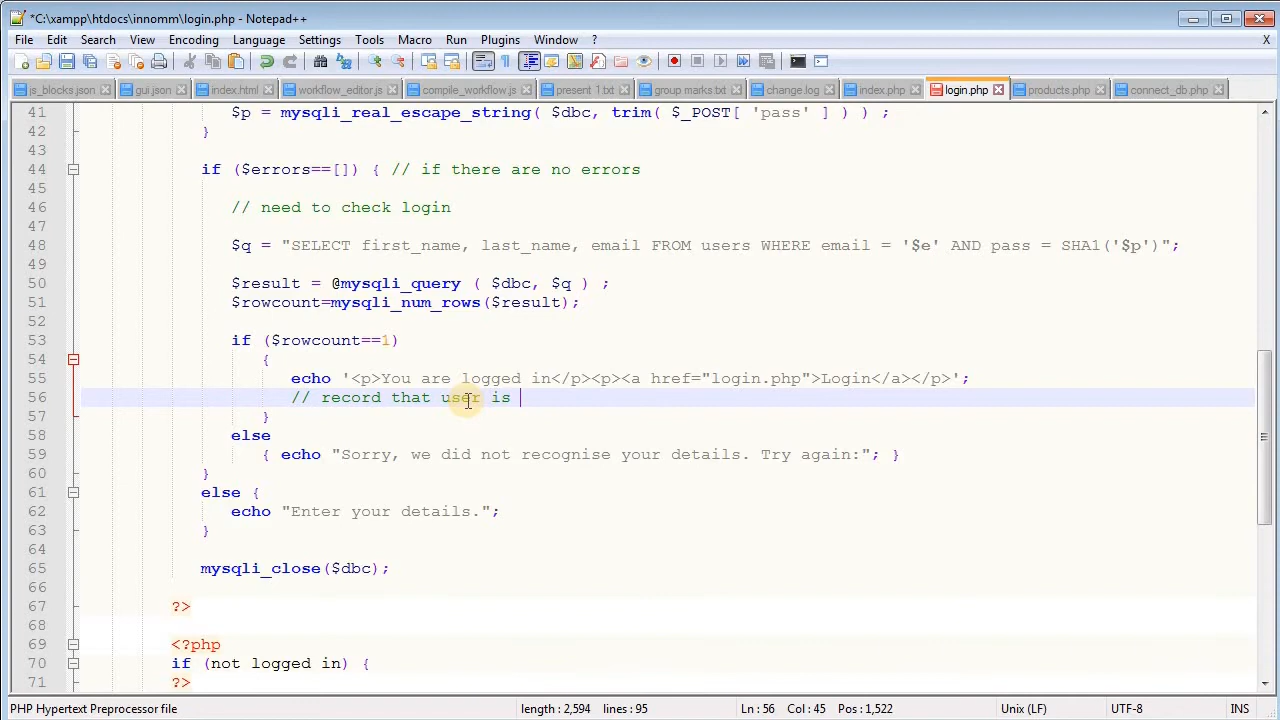 *C:\xampp\htdocs\innomm\login.php - Notepad++
File Edit Search View Encoding Language Settings Tools Macro Run Plugins Window ? X
js_blocks.json gui.json index.html workflow_editor.js compile_workflow.js present 1.txt group marks.txt change.log index.php login.php products.php connect_db.php
41 $p = mysqli_real_escape_string( $dbc, trim( $_POST[ 'pass' ] ) ) ;
42 }
43
44 if ($errors==[]) { // if there are no errors
45
46 // need to check login
47
48 $q = "SELECT first_name, last_name, email FROM users WHERE email = '$e' AND pass = SHA1('$p')";
49
50 $result = @mysqli_query ( $dbc, $q ) ;
51 $rowcount=mysqli_num_rows($result);
52
53 if ($rowcount==1)
54 {
55 echo '<p>You are logged in</p><p><a href="login.php">Login</a></p>';
56 // record that user is
57 }
58 else
59 { echo "Sorry, we did not recognise your details. Try again:"; }
60 }
61 else {
62 echo "Enter your details.";
63 }
64
65 mysqli_close($dbc);
66
67 ?>
68
69 <?php
70 if (not logged in) {
71 ?>
PHP Hypertext Preprocessor file length : 2,594 lines : 95 Ln : 56 Col : 45 Pos : 1,522 Unix (LF) UTF-8 INS